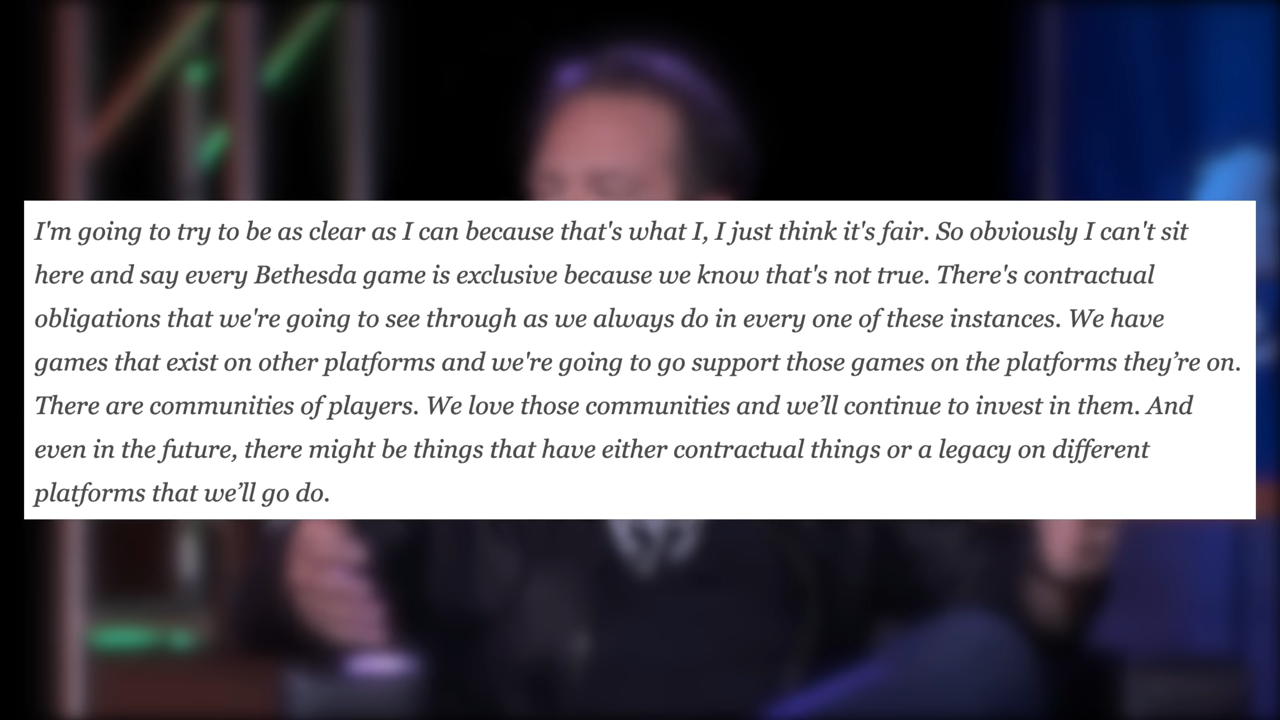 I'm going to try to be as clear as I can because that's what I, I just think it's fair. So obviously I can't sit
here and say every Bethesda game is exclusive because we know that's not true. There's contractual
obligations that we're going to see through as we always do in every one of these instances. We have
games that exist on other platforms and we're going to go support those games on the platforms they’re on.
There are communities of players. We love those communities and we’ll continue to invest in them. And
even in the future, there might be things that have either contractual things or a legacy on different
platforms that we’ll go do.